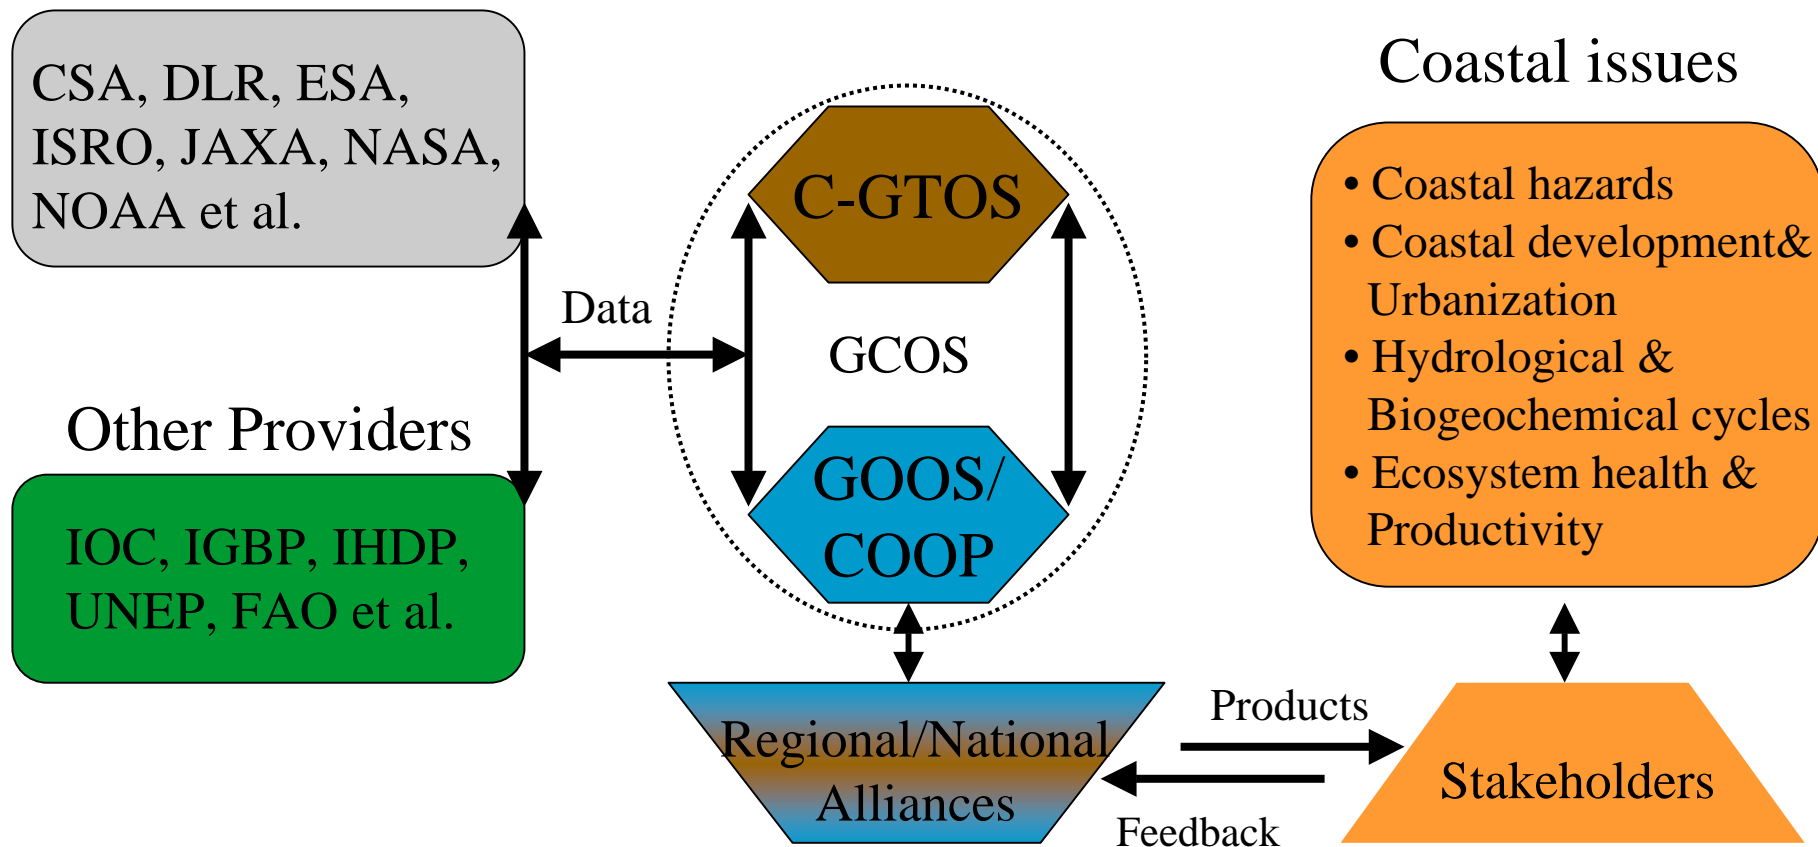 CSA, DLR, ESA,
ISRO, JAXA, NASA,
NOAA et al.
Data
Other Providers
IOC, IGBP, IHDP,
UNEP, FAO et al.
C-GTOS
GCOS
GOOS/
COOP
Regional/National
Alliances
Products
Feedback
Coastal issues
• Coastal hazards
• Coastal development&
Urbanization
• Hydrological &
Biogeochemical cycles
• Ecosystem health &
Productivity
Stakeholders